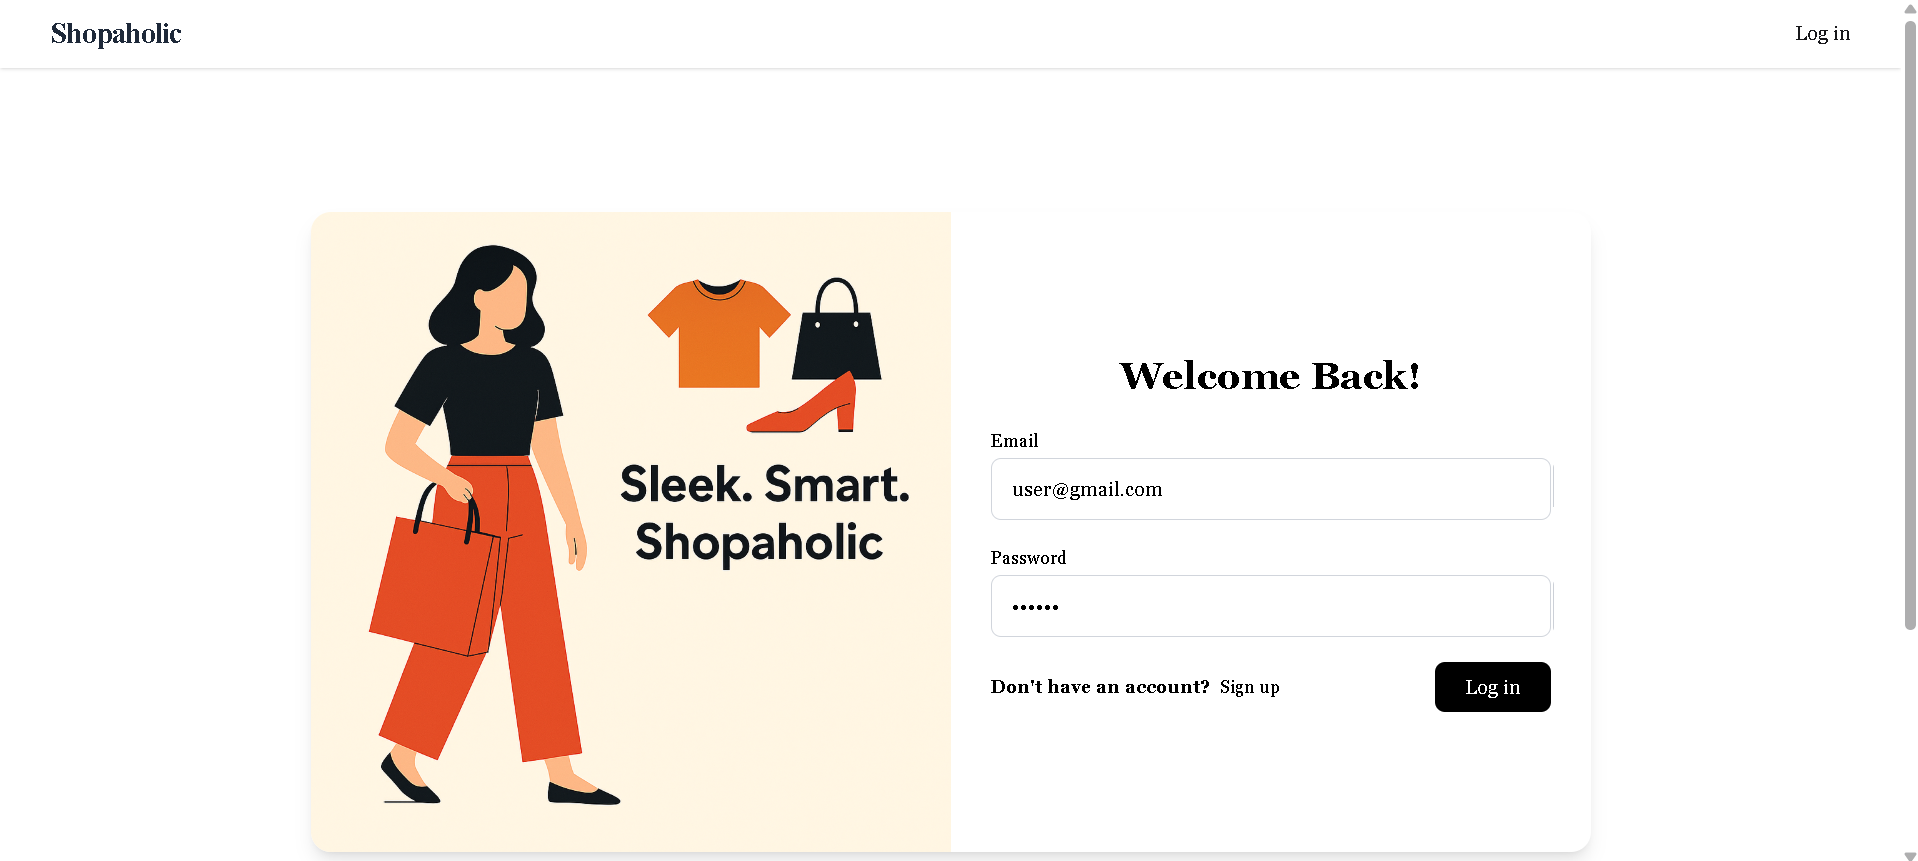 Shopaholic
Log in
Sleek. Smart.
Shopaholic
Welcome Back!
Email
user@gmail.com
Password
••••••
Don't have an account? Sign up
Log in